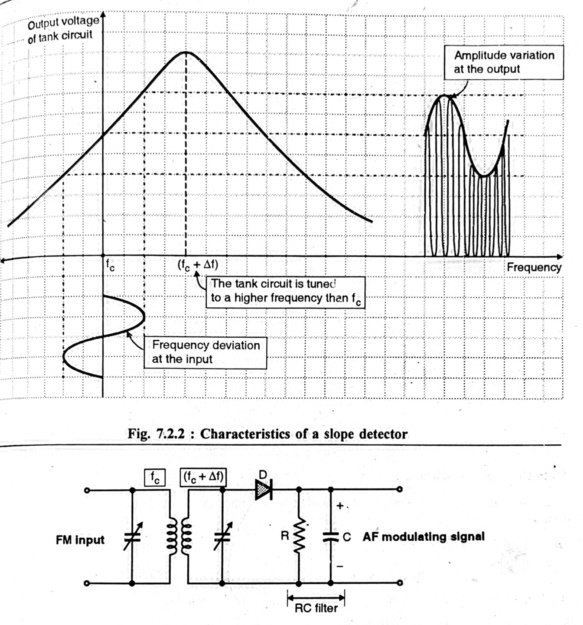 Output voltage
of tank circuit
Amplitude variation
at the output
fc
(fc + Δf)
Frequency
The tank circuit is tuned
to a higher frequency then fc
Frequency deviation
at the input
Fig. 7.2.2 : Characteristics of a slope detector
fc
(fc + Δf)
D
FM input
R
+
C
AF modulating signal
–
RC filter